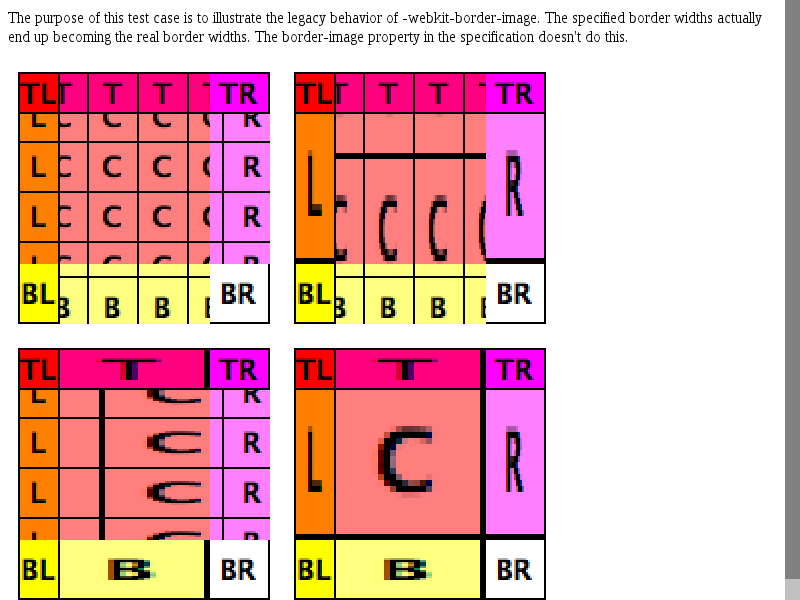 The purpose of this test case is to illustrate the legacy behavior of -webkit-border-image. The specified border widths actually
end up becoming the real border widths. The border-image property in the specification doesn't do this.
TL T T T T TR TL T T T T TR
L C C C C R
L C C C C R L R
L C C C C R C C C C
L C C C C
BL B B B B BR BL B B B B BR
TL T TR TL T TR
L C R
L C R L C R
L C R
L C
BL B BR BL B BR